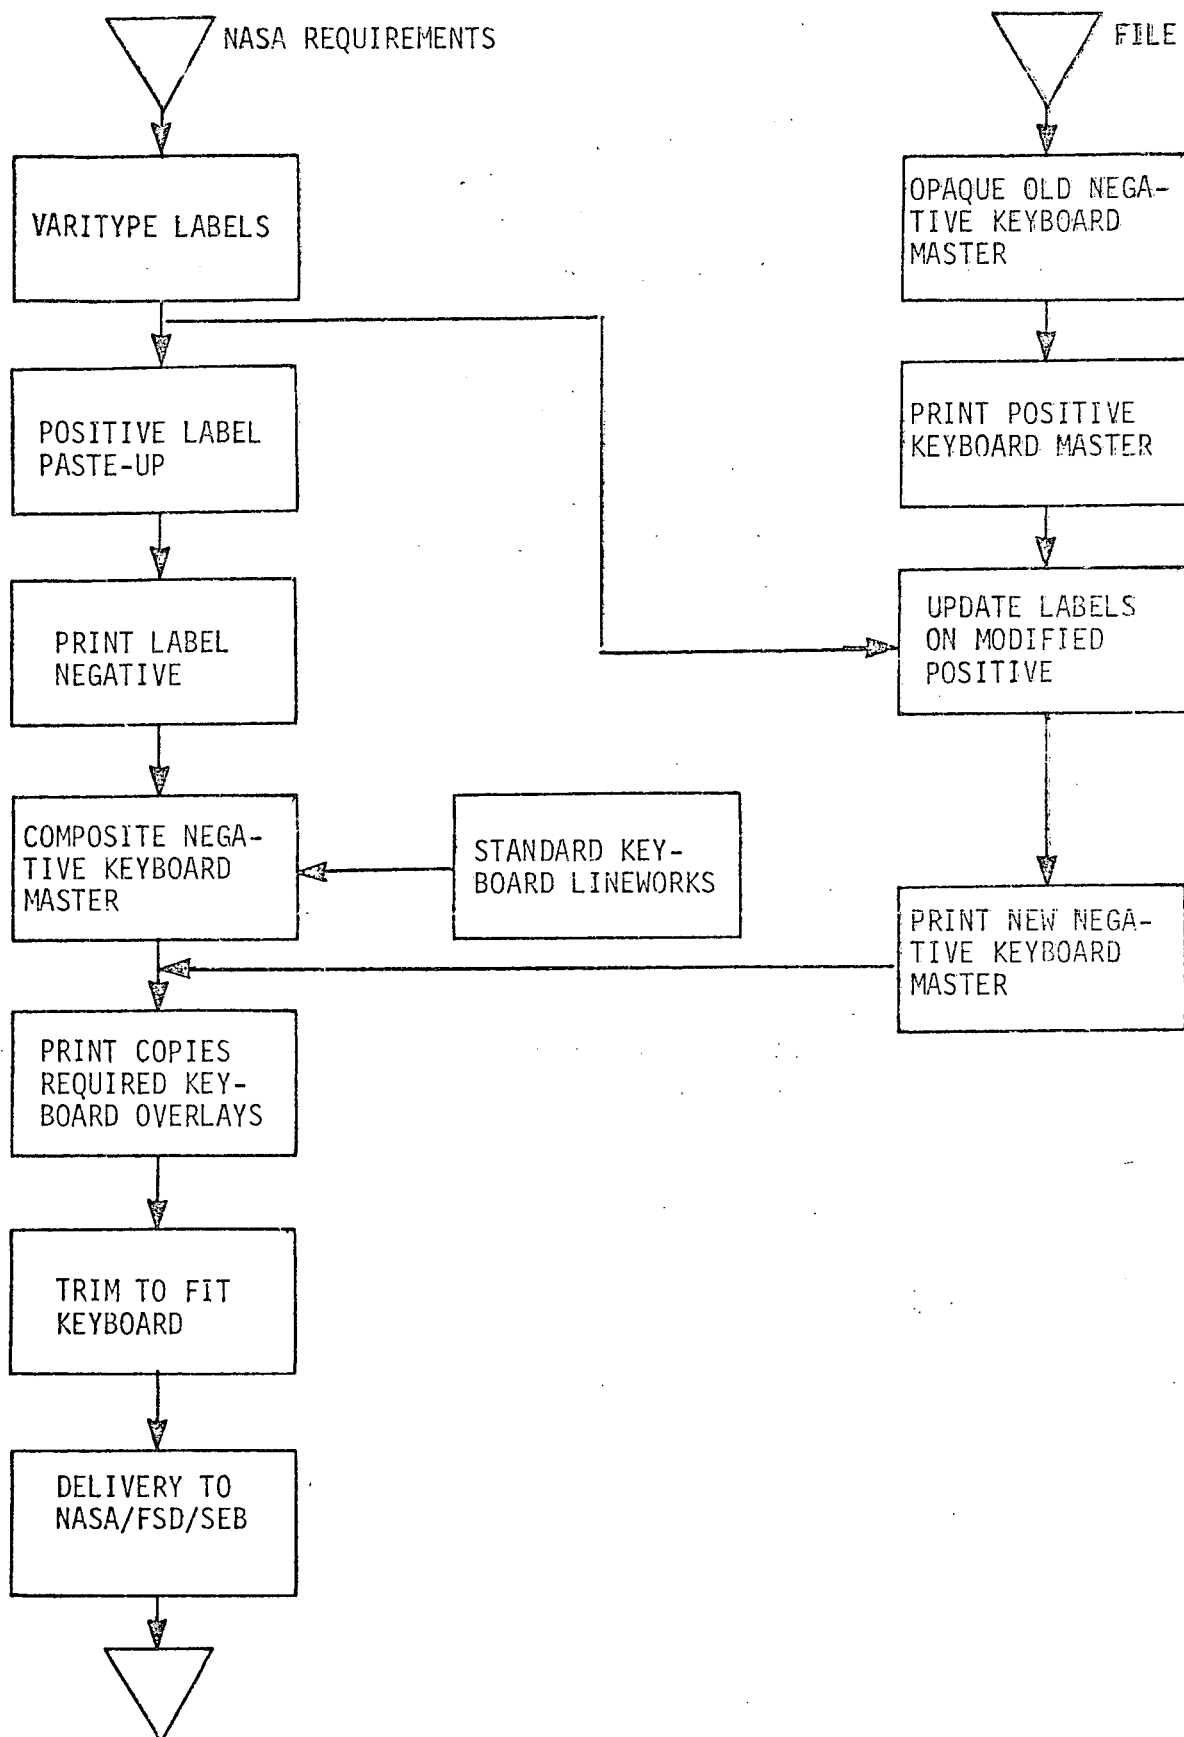 NASA REQUIREMENTS
FILE
VARITYPE LABELS
OPAQUE OLD NEGA-
TIVE KEYBOARD
MASTER
POSITIVE LABEL
PASTE-UP
PRINT POSITIVE
KEYBOARD MASTER
PRINT LABEL
NEGATIVE
UPDATE LABELS
ON MODIFIED
POSITIVE
COMPOSITE NEGA-
TIVE KEYBOARD
MASTER
STANDARD KEY-
BOARD LINEWORKS
PRINT NEW NEGA-
TIVE KEYBOARD
MASTER
PRINT COPIES
REQUIRED KEY-
BOARD OVERLAYS
TRIM TO FIT
KEYBOARD
DELIVERY TO
NASA/FSD/SEB